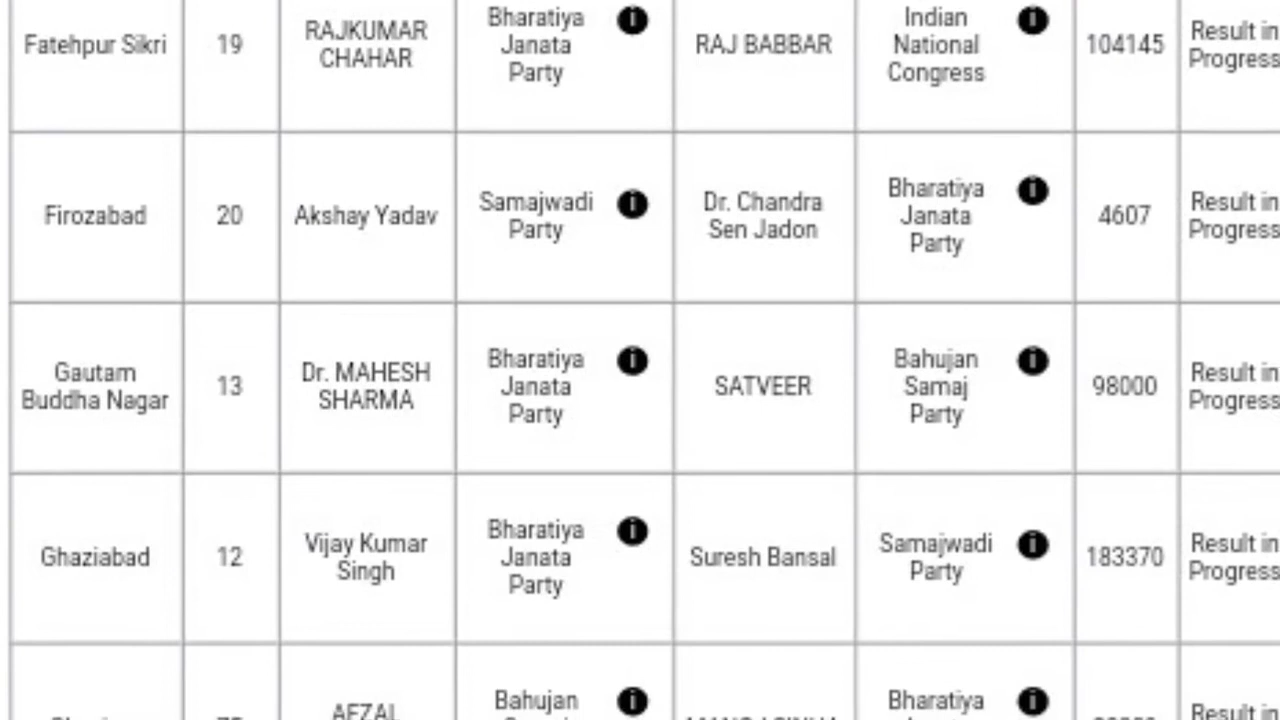 Fatehpur Sikri 19 RAJKUMAR CHAHAR Bharatiya Janata Party i RAJ BABBAR Indian National Congress i 104145 Result in Progress
Firozabad 20 Akshay Yadav Samajwadi Party i Dr. Chandra Sen Jadon Bharatiya Janata Party i 4607 Result in Progress
Gautam Buddha Nagar 13 Dr. MAHESH SHARMA Bharatiya Janata Party i SATVEER Bahujan Samaj Party i 98000 Result in Progress
Ghaziabad 12 Vijay Kumar Singh Bharatiya Janata Party i Suresh Bansal Samajwadi Party i 183370 Result in Progress
AFZAL Bahujan i Bharatiya i Result in